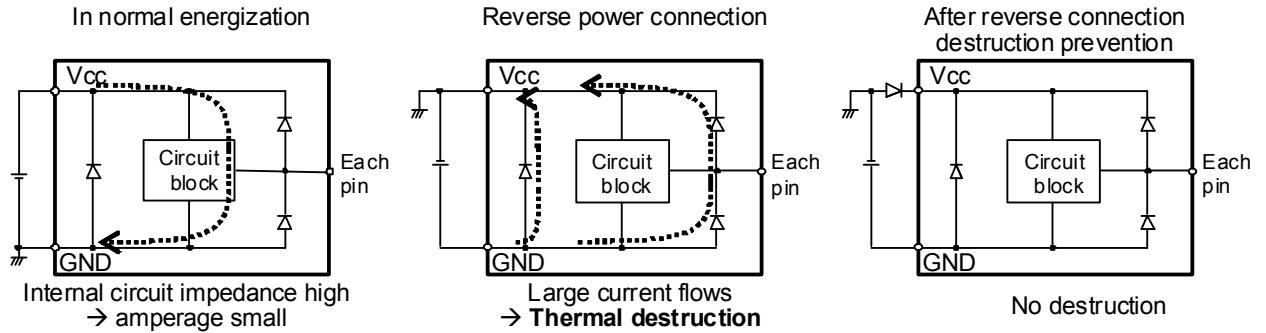 In normal energization
Vcc
Circuit
block
Each
pin
GND
Internal circuit impedance high
→ amperage small
Reverse power connection
Vcc
Circuit
block
Each
pin
GND
Large current flows
→ Thermal destruction
After reverse connection
destruction prevention
Vcc
Circuit
block
Each
pin
GND
No destruction